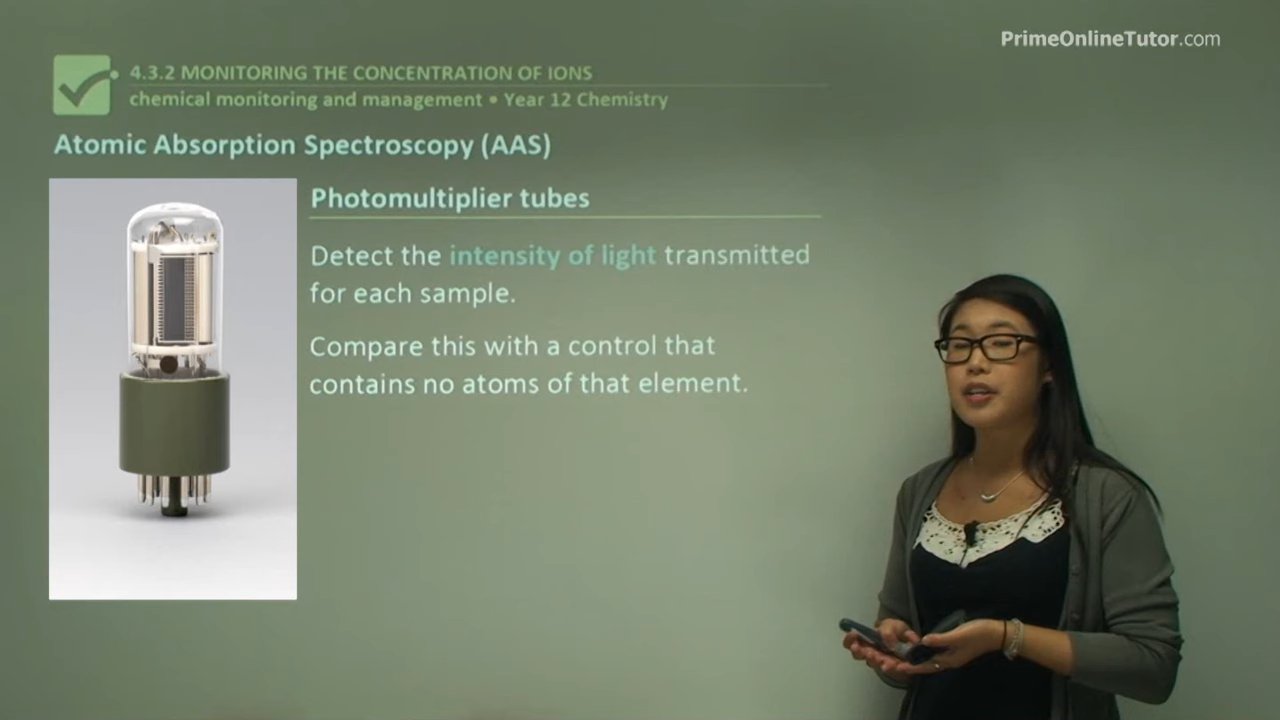 PrimeOnlineTutor.com
4.3.2 MONITORING THE CONCENTRATION OF IONS
chemical monitoring and management • Year 12 Chemistry
Atomic Absorption Spectroscopy (AAS)
Photomultiplier tubes
Detect the intensity of light transmitted
for each sample.
Compare this with a control that
contains no atoms of that element.